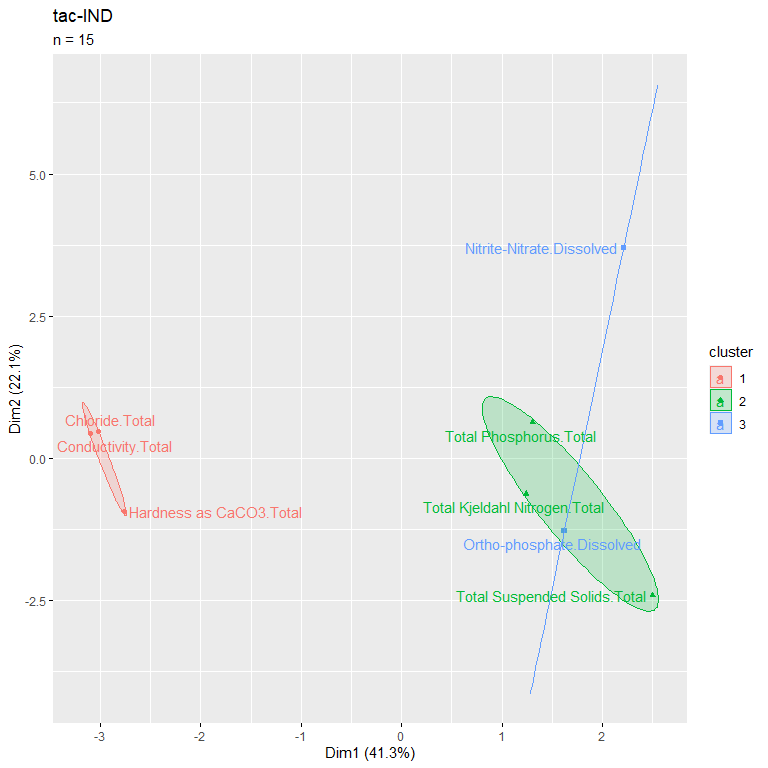 tac-IND
n = 15
5.0
2.5
0.0
-2.5
Dim2 (22.1%)
Nitrite-Nitrate.Dissolved
Chloride.Total
Conductivity.Total
Hardness as CaCO3.Total
Total Phosphorus.Total
Total Kjeldahl Nitrogen.Total
Ortho-phosphate.Dissolved
Total Suspended Solids.Total
-3
-2
-1
0
1
2
Dim1 (41.3%)
cluster
a 1
a 2
a 3